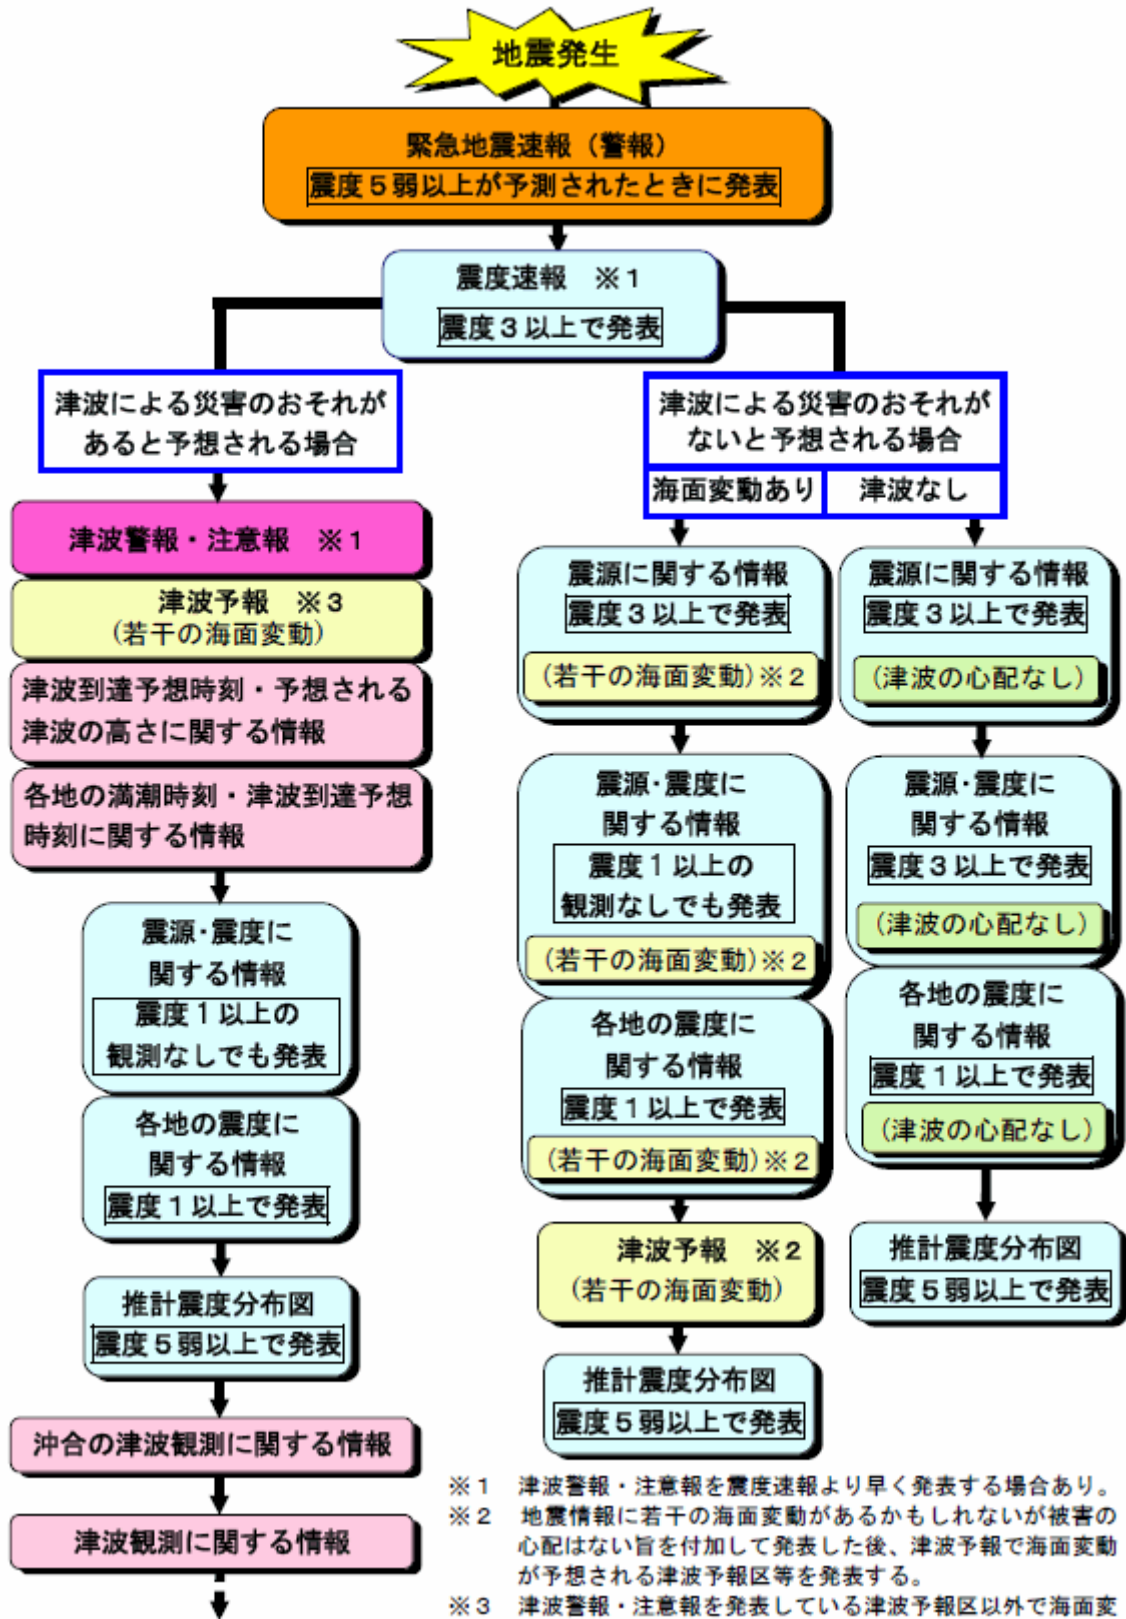 地震発生
緊急地震速報（警報）
震度５弱以上が予測されたときに発表
震度速報　※１
震度３以上で発表
津波による災害のおそれが
あると予想される場合
津波警報・注意報　※１
津波予報　※３
(若干の海面変動)
津波到達予想時刻・予想される
津波の高さに関する情報
各地の満潮時刻・津波到達予想
時刻に関する情報
震源･震度に
関する情報
震度１以上の
観測なしでも発表
各地の震度に
関する情報
震度１以上で発表
推計震度分布図
震度５弱以上で発表
沖合の津波観測に関する情報
津波観測に関する情報
津波による災害のおそれが
ないと予想される場合
海面変動あり
津波なし
震源に関する情報
震度３以上で発表
(若干の海面変動)※２
震源･震度に
関する情報
震度１以上の
観測なしでも発表
(若干の海面変動)※２
各地の震度に
関する情報
震度１以上で発表
(若干の海面変動)※２
津波予報　※２
(若干の海面変動)
推計震度分布図
震度５弱以上で発表
震源に関する情報
震度３以上で発表
(津波の心配なし)
震源･震度に
関する情報
震度３以上で発表
(津波の心配なし)
各地の震度に
関する情報
震度１以上で発表
(津波の心配なし)
推計震度分布図
震度５弱以上で発表
※１　津波警報・注意報を震度速報より早く発表する場合あり。
※２　地震情報に若干の海面変動があるかもしれないが被害の
心配はない旨を付加して発表した後、津波予報で海面変動
が予想される津波予報区等を発表する。
※３　津波警報・注意報を発表している津波予報区以外で海面変